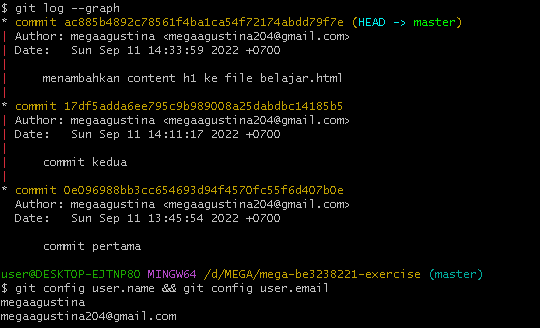 $ git log --graph
* commit ac885b4892c78561f4ba1ca54f72174abdd79f7e (HEAD -> master)
| Author: megaagustina <megaagustina204@gmail.com>
| Date:   Sun Sep 11 14:33:59 2022 +0700
|
|     menambahkan content h1 ke file belajar.html
|
* commit 17df5adda6ee795c9b989008a25dabdbc14185b5
| Author: megaagustina <megaagustina204@gmail.com>
| Date:   Sun Sep 11 14:11:17 2022 +0700
|
|     commit kedua
|
* commit 0e096988bb3cc654693d94f4570fc55f6d407b0e
  Author: megaagustina <megaagustina204@gmail.com>
  Date:   Sun Sep 11 13:45:54 2022 +0700

      commit pertama

user@DESKTOP-EJTNP8O MINGW64 /d/MEGA/mega-be3238221-exercise (master)
$ git config user.name && git config user.email
megaagustina
megaagustina204@gmail.com